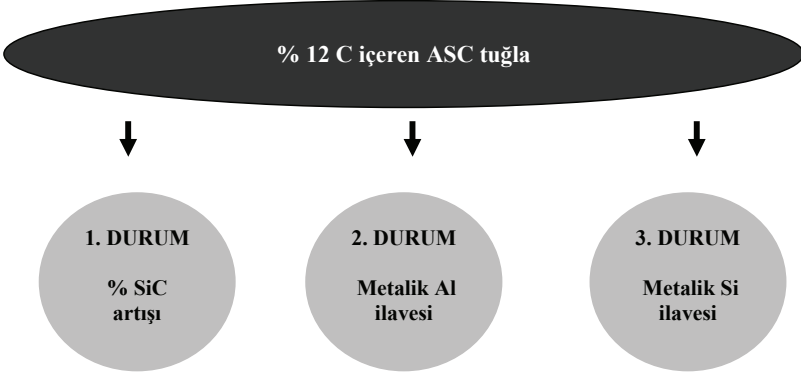 % 12 C içeren ASC tuğla
1. DURUM
% SiC
artışı
2. DURUM
Metalik Al
ilavesi
3. DURUM
Metalik Si
ilavesi